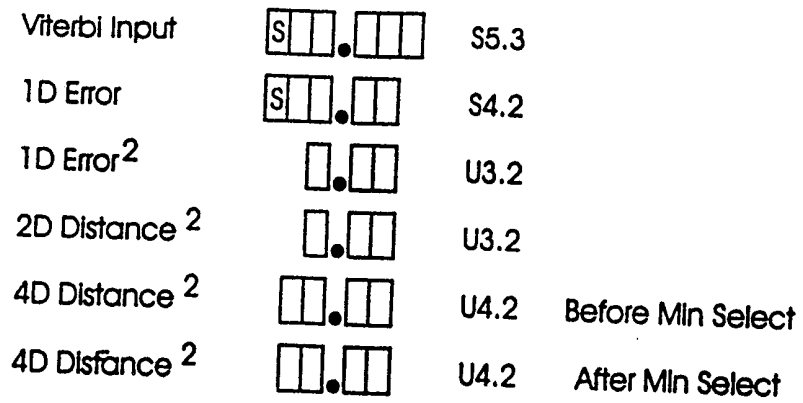 Viterbi Input S S5.3
1D Error S S4.2
1D Error² U3.2
2D Distance ² U3.2
4D Distance ² U4.2 Before Min Select
4D Distance ² U4.2 After Min Select